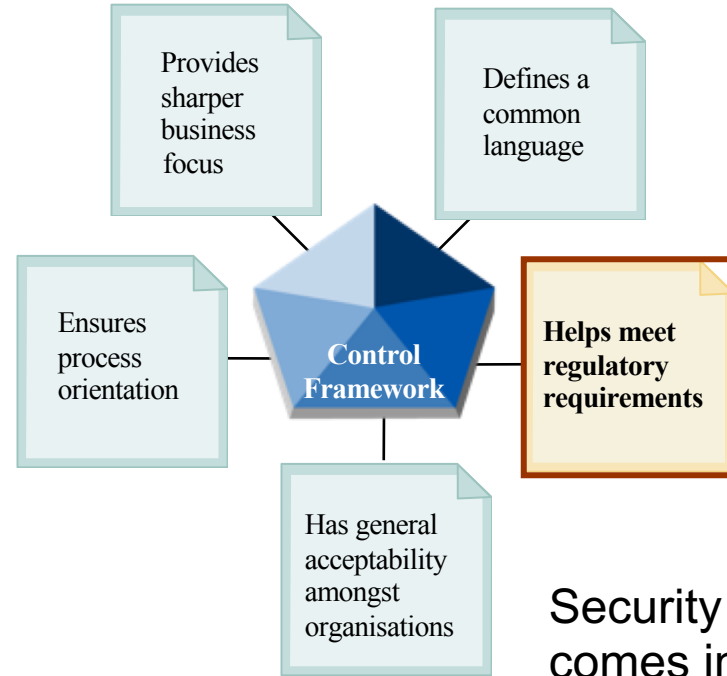 Provides
sharper
business
focus
Defines a
common
language
Ensures
process
orientation
Control
Framework
Helps meet
regulatory
requirements
Has general
acceptability
amongst
organisations
Security
comes in